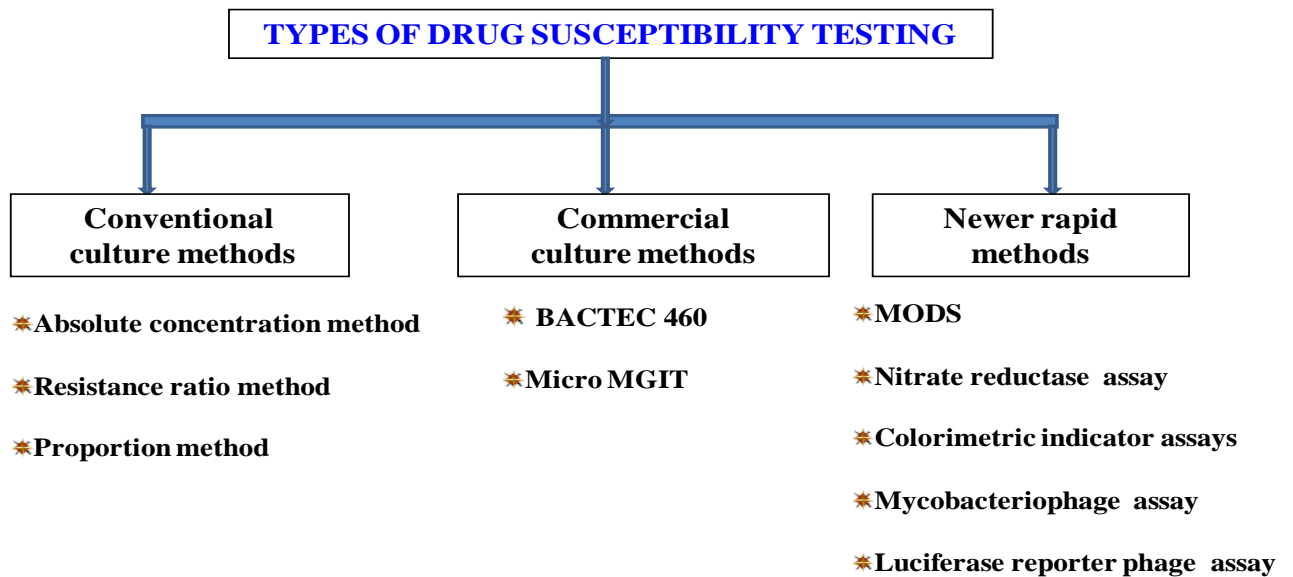 TYPES OF DRUG SUSCEPTIBILITY TESTING
Conventional
culture methods
Absolute concentration method
Resistance ratio method
Proportion method
Commercial
culture methods
BACTEC 460
Micro MGIT
Newer rapid
methods
MODS
Nitrate reductase assay
Colorimetric indicator assays
Mycobacteriophage assay
Luciferase reporter phage assay